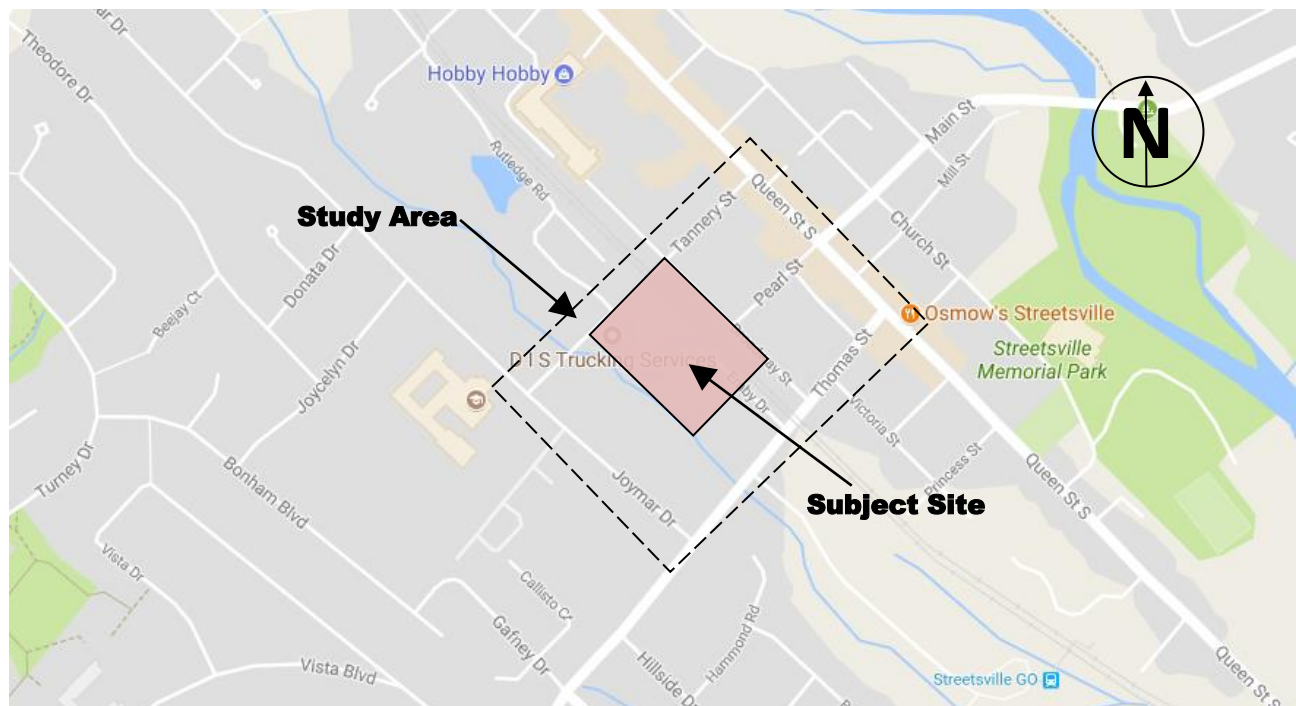 ar Dr
Theodore Dr
Hobby Hobby
Main St
Mill St
N
Rutledge Rd
Queen St S
Tannery St
Study Area
Church St
Donata Dr
Pearl St
Beejay Ct
Osmow's Streetsville
Streetsville
Memorial Park
D I S Trucking Services
Joycelyn Dr
Thomas St
Victoria St
Princess St
Turney Dr
Bonham Blvd
Joymar Dr
Queen St S
Subject Site
Vista Dr
Callisto C
Gafney Dr
Hammond Rd
Vista Blvd
Hillside Dr
Streetsville GO
Queen St S